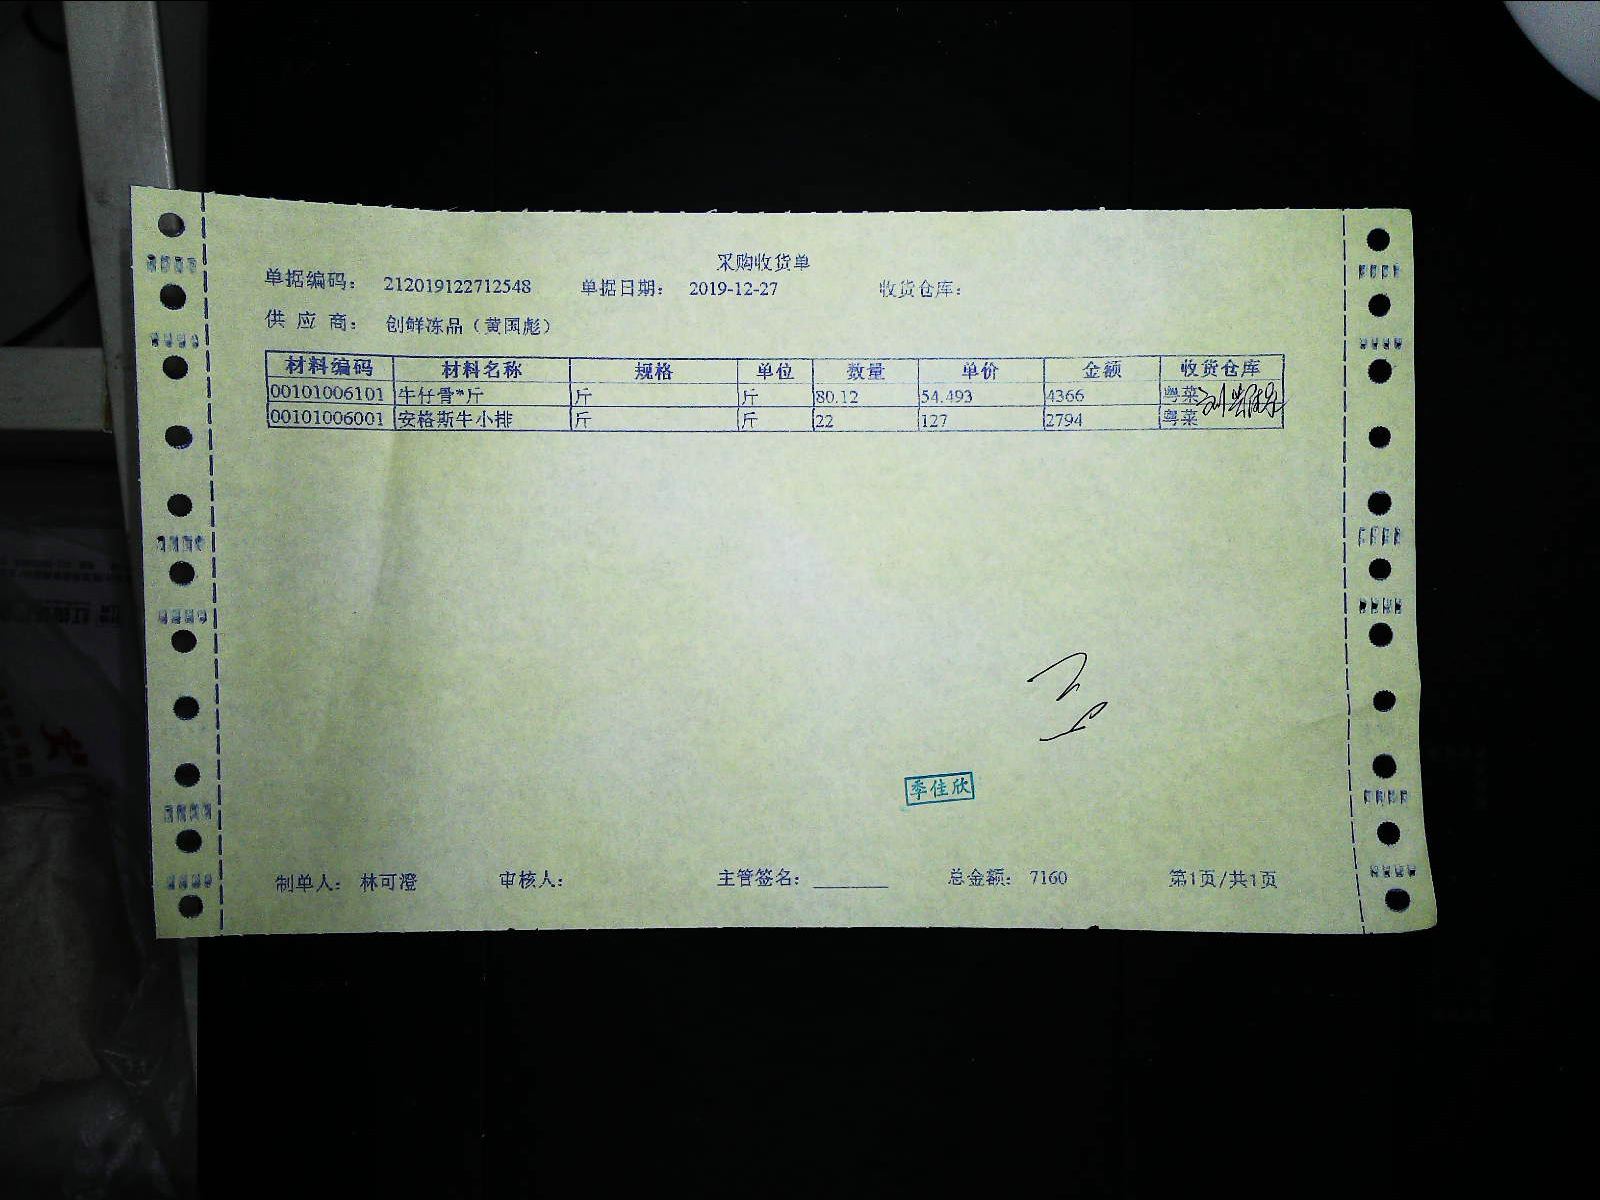 采购收货单
单据编码: 212019122712548 单据日期: 2019-12-27 收货仓库:
供应商: 创鲜冻品（黄国彪）
材料编码 材料名称 规格 单位 数量 单价 金额 收货仓库
00101006101 牛仔骨*斤 斤 斤 80.12 54.493 4366 粤菜
00101006001 安格斯牛小排 斤 斤 22 127 2794 粤菜
季佳欣
制单人: 林可澄 审核人: 主管签名: ________ 总金额: 7160 第1页/共1页